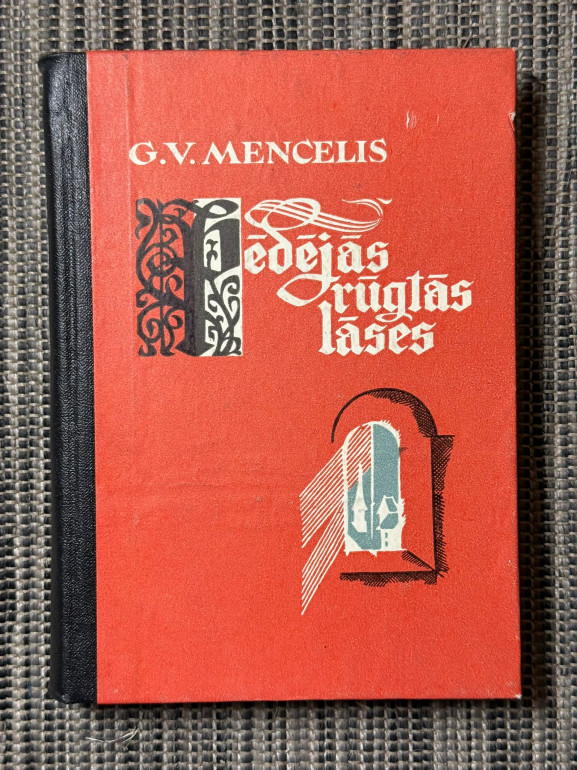 G.V. MENCELIS
Pēdējās
rūgtās
lāses